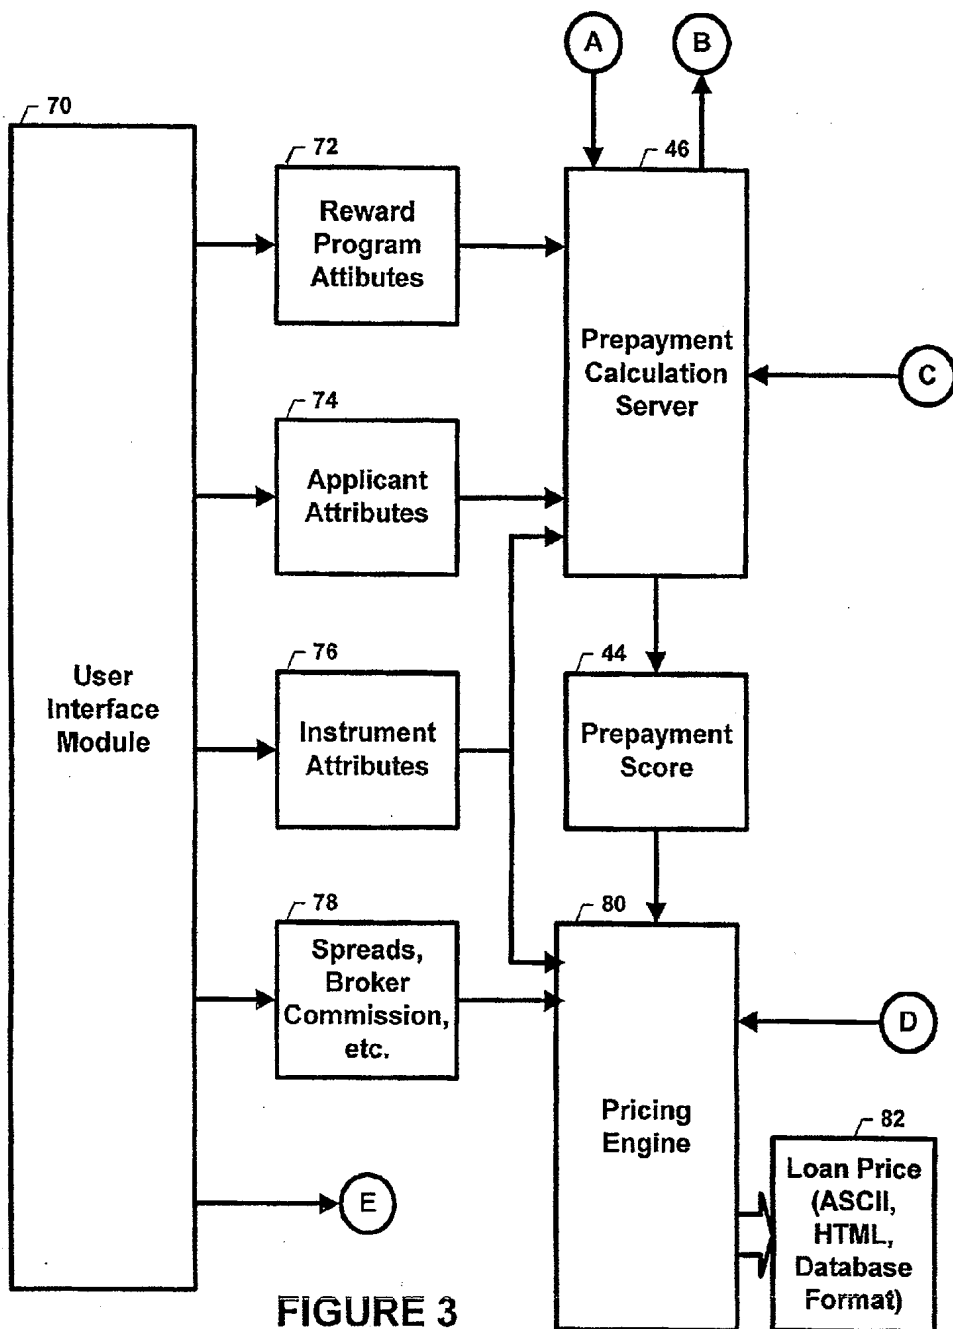 A
B
70
72
46
Reward
Program
Attibutes
Prepayment
Calculation
Server
C
74
Applicant
Attributes
User
Interface
Module
76
Instrument
Attributes
44
Prepayment
Score
78
Spreads,
Broker
Commission,
etc.
80
Pricing
Engine
D
82
Loan Price
(ASCII,
HTML,
Database
Format)
E
FIGURE 3